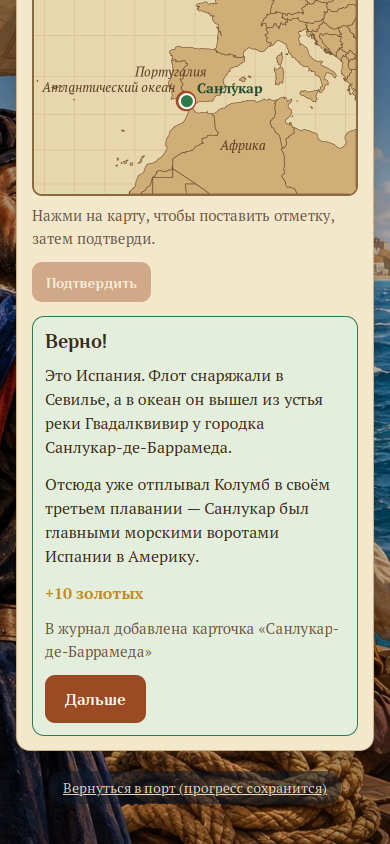 Португалия
Атлантический океан
Санлукар
Африка
Нажми на карту, чтобы поставить отметку,
затем подтверди.
Подтвердить
Верно!
Это Испания. Флот снаряжали в
Севилье, а в океан он вышел из устья
реки Гвадалквивир у городка
Санлукар-де-Баррамеда.
Отсюда уже отплывал Колумб в своём
третьем плавании — Санлукар был
главными морскими воротами
Испании в Америку.
+10 золотых
В журнал добавлена карточка «Санлукар-
де-Баррамеда»
Дальше
Вернуться в порт (прогресс сохранится)